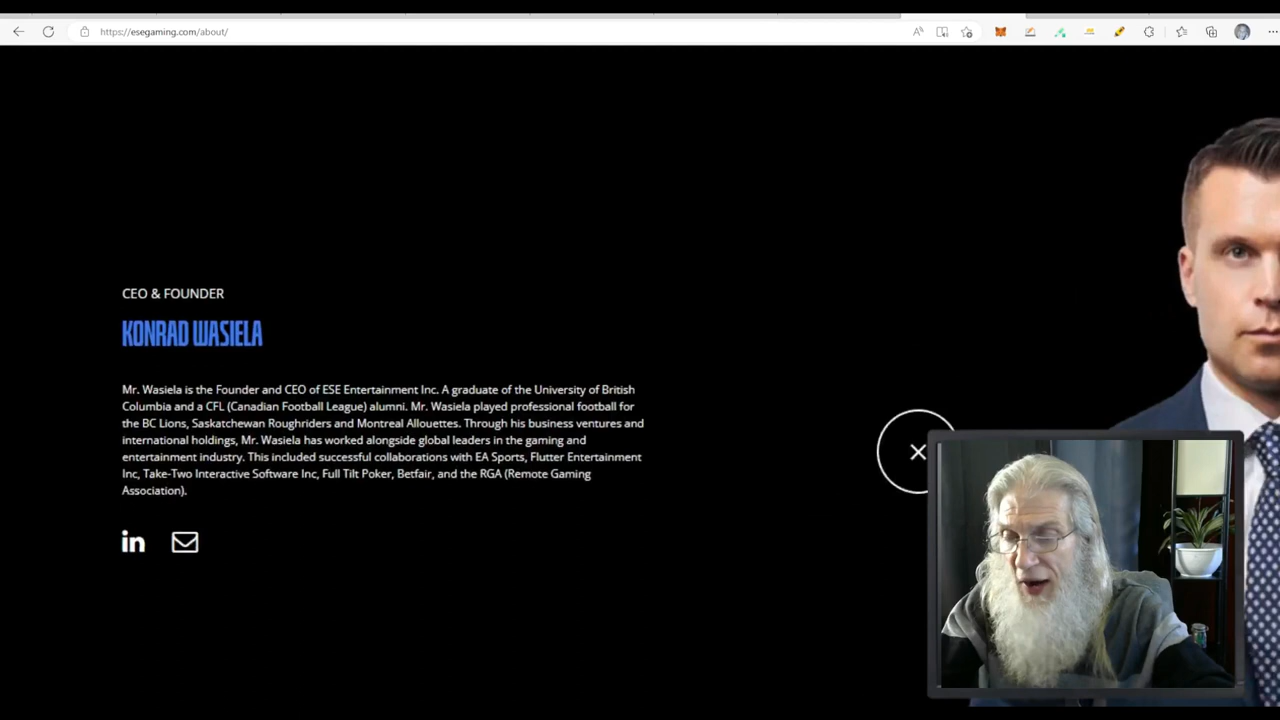 https://esegaming.com/about/
CEO & FOUNDER
KONRAD WASIELA
Mr. Wasiela is the Founder and CEO of ESE Entertainment Inc. A graduate of the University of British
Columbia and a CFL (Canadian Football League) alumni. Mr. Wasiela played professional football for
the BC Lions, Saskatchewan Roughriders and Montreal Allouettes. Through his business ventures and
international holdings, Mr. Wasiela has worked alongside global leaders in the gaming and
entertainment industry. This included successful collaborations with EA Sports, Flutter Entertainment
Inc, Take-Two Interactive Software Inc, Full Tilt Poker, Betfair, and the RGA (Remote Gaming
Association).
in